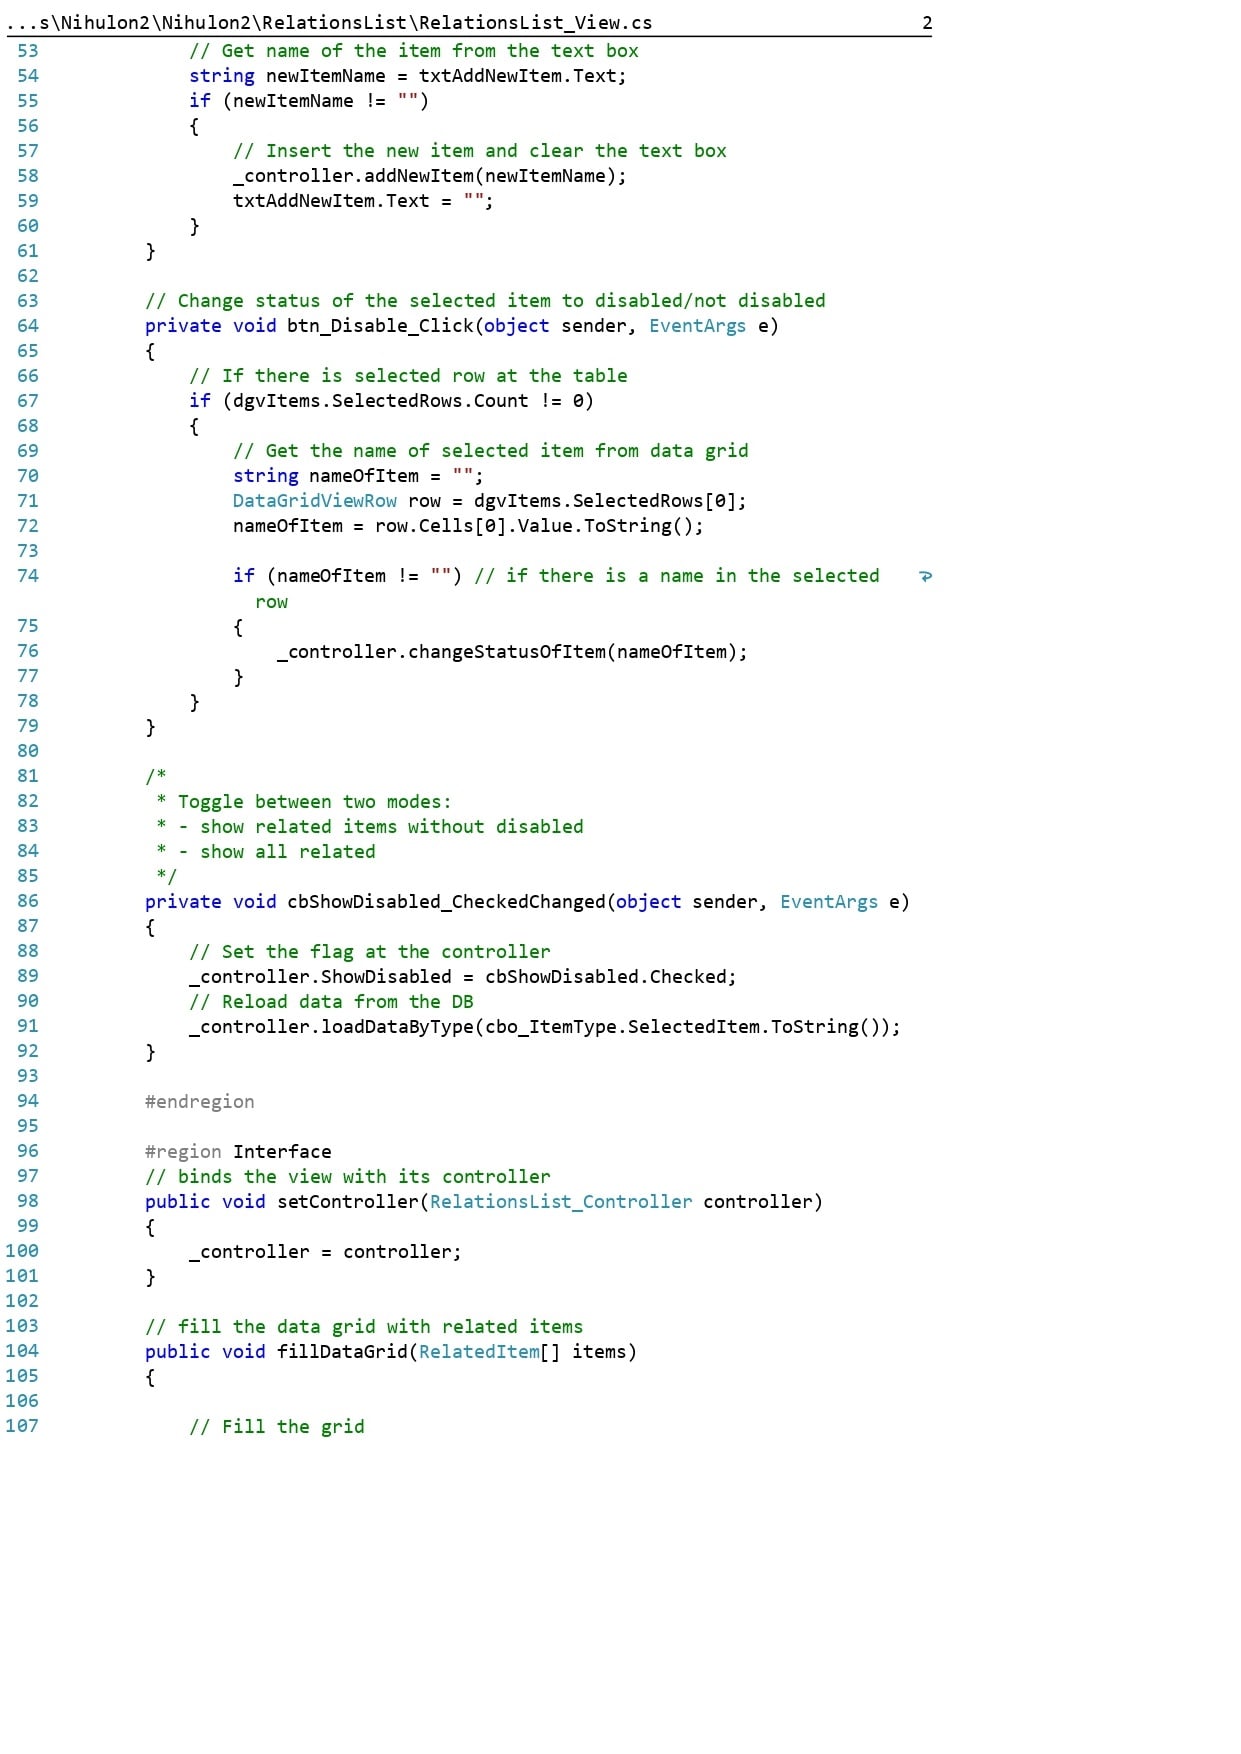 ...s\Nihulon2\Nihulon2\RelationsList\RelationsList_View.cs 2
53 // Get name of the item from the text box
54 string newItemName = txtAddNewItem.Text;
55 if (newItemName != "")
56 {
57 // Insert the new item and clear the text box
58 _controller.addNewItem(newItemName);
59 txtAddNewItem.Text = "";
60 }
61 }
62
63 // Change status of the selected item to disabled/not disabled
64 private void btn_Disable_Click(object sender, EventArgs e)
65 {
66 // If there is selected row at the table
67 if (dgvItems.SelectedRows.Count != 0)
68 {
69 // Get the name of selected item from data grid
70 string nameOfItem = "";
71 DataGridViewRow row = dgvItems.SelectedRows[0];
72 nameOfItem = row.Cells[0].Value.ToString();
73
74 if (nameOfItem != "") // if there is a name in the selected
row
75 {
76 _controller.changeStatusOfItem(nameOfItem);
77 }
78 }
79 }
80
81 /*
82 * Toggle between two modes:
83 * - show related items without disabled
84 * - show all related
85 */
86 private void cbShowDisabled_CheckedChanged(object sender, EventArgs e)
87 {
88 // Set the flag at the controller
89 _controller.ShowDisabled = cbShowDisabled.Checked;
90 // Reload data from the DB
91 _controller.loadDataByType(cbo_ItemType.SelectedItem.ToString());
92 }
93
94 #endregion
95
96 #region Interface
97 // binds the view with its controller
98 public void setController(RelationsList_Controller controller)
99 {
100 _controller = controller;
101 }
102
103 // fill the data grid with related items
104 public void fillDataGrid(RelatedItem[] items)
105 {
106
107 // Fill the grid